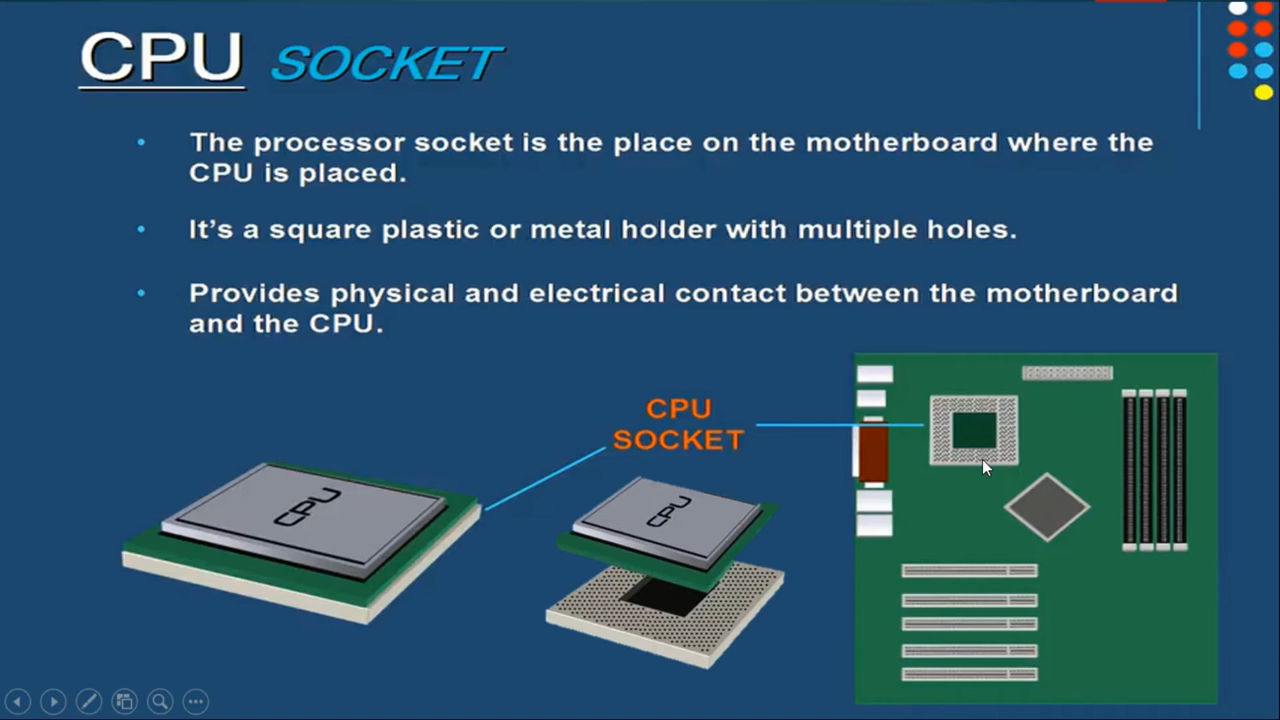 CPU SOCKET
The processor socket is the place on the motherboard where the
CPU is placed.
It's a square plastic or metal holder with multiple holes.
Provides physical and electrical contact between the motherboard
and the CPU.
CPU
SOCKET
CPU
CPU